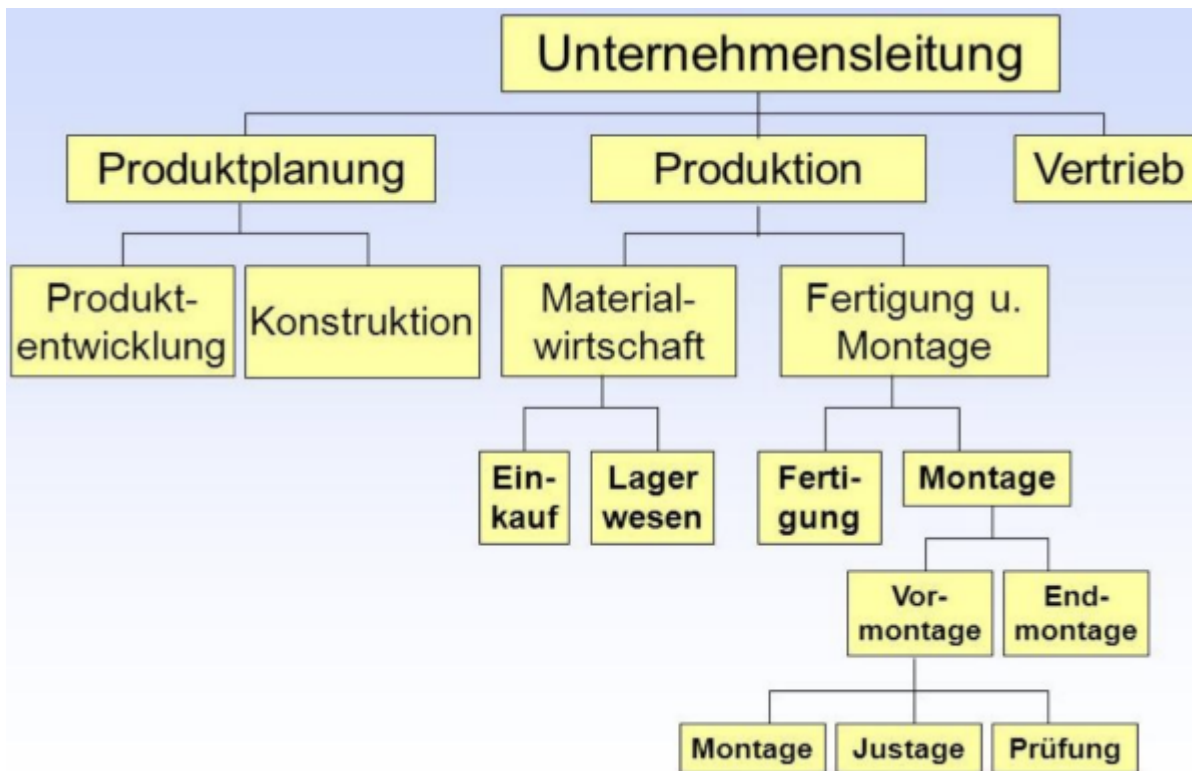 Unternehmensleitung
Produktplanung
Produktion
Vertrieb
Produkt-
entwicklung
Konstruktion
Material-
wirtschaft
Fertigung u.
Montage
Ein-
kauf
Lager
wesen
Ferti-
gung
Montage
Vor-
montage
End-
montage
Montage
Justage
Prüfung